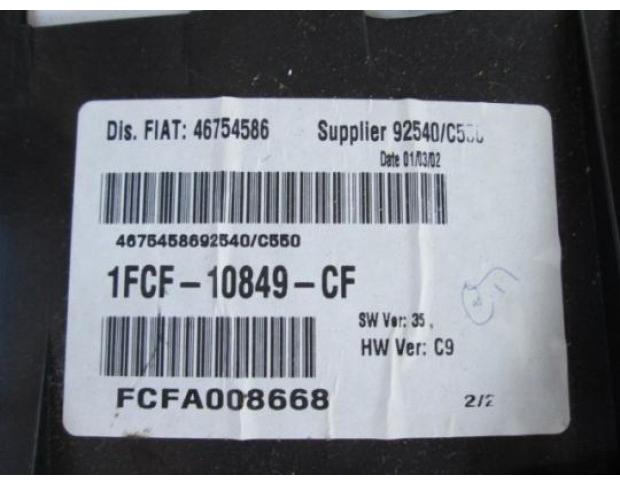 Dis. FIAT: 46754586 Supplier 92540/C550
Date 01/03/02
4675458692540/C550
1FCF-10849-CF
SW Ver: 35
HW Ver: C9
FCFA008668
2/2